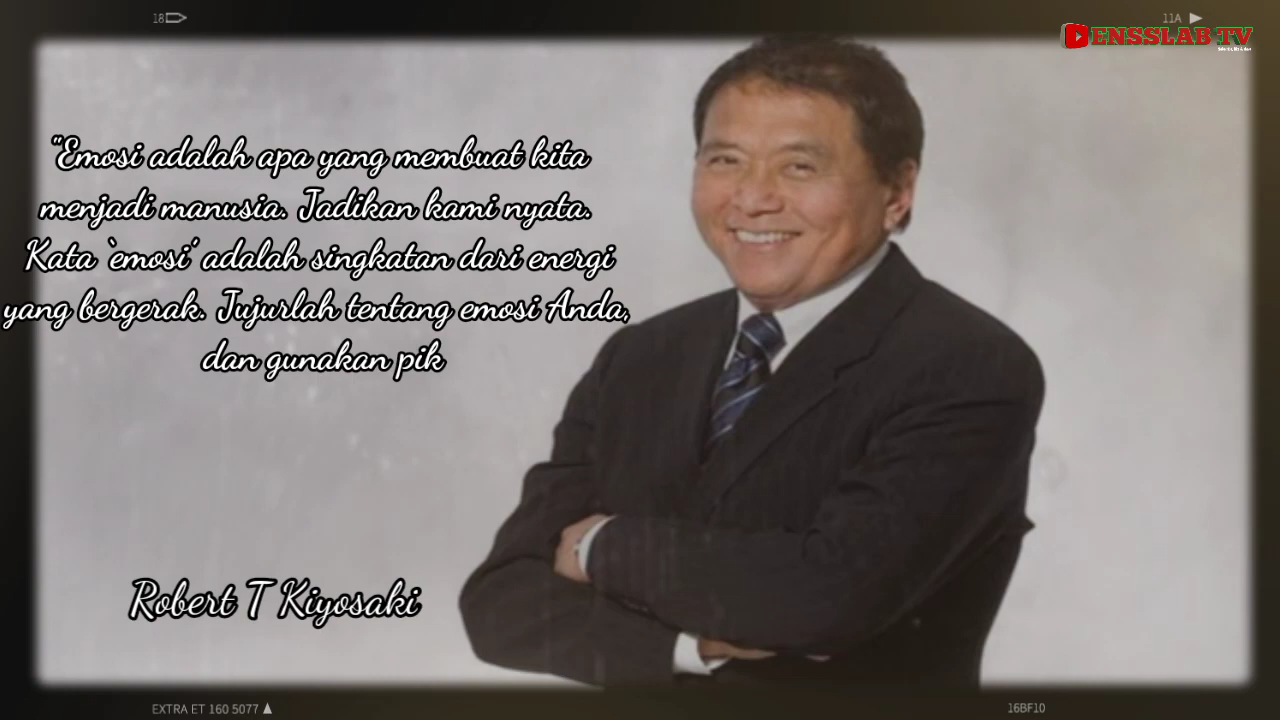 18
11A
ENSSLAB TV
"Emosi adalah apa yang membuat kita
menjadi manusia. Jadikan kami nyata.
Kata `emosi´ adalah singkatan dari energi
yang bergerak. Jujurlah tentang emosi Anda,
dan gunakan pik
Robert T Kiyosaki
EXTRA ET 160 5077
16BF10